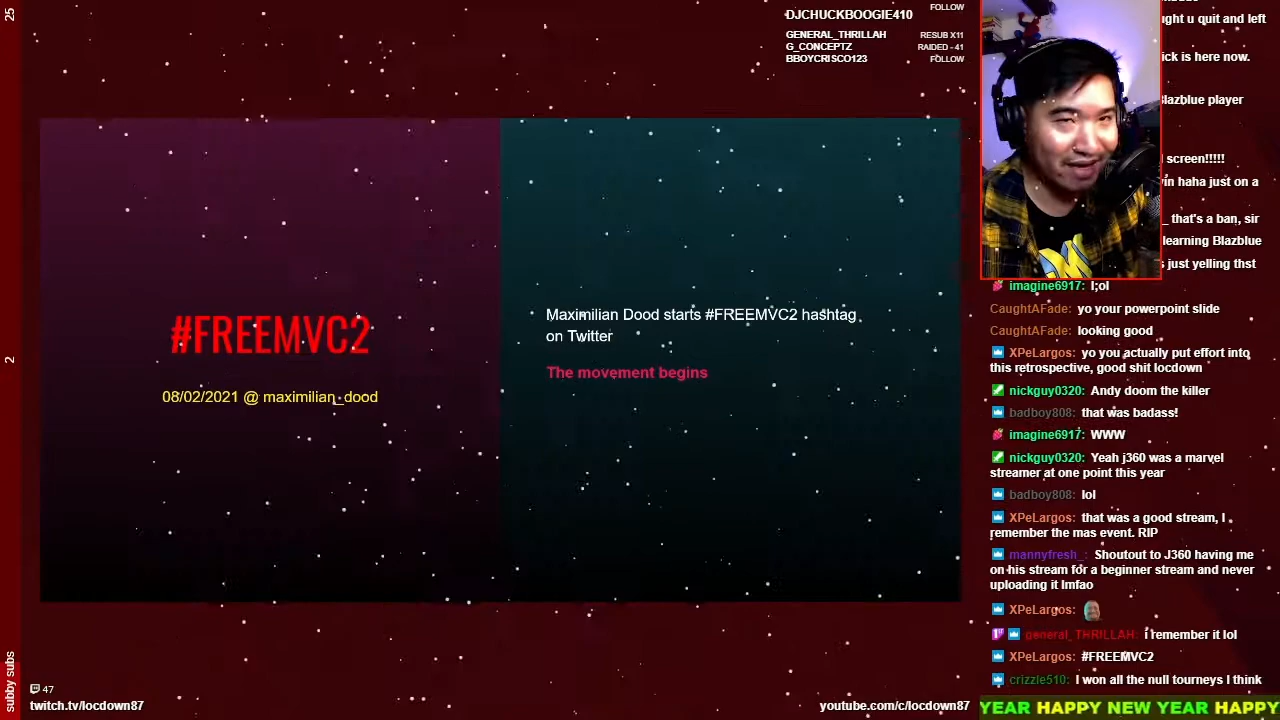 25
2
subby subs
DJCHUCKBOOGIE410 FOLLOW
GENERAL_THRILLAH RESUB X11
G_CONCEPTZ RAIDED - 41
BBOYCRISCO123 FOLLOW
#FREEMVC2
08/02/2021 @ maximilian_dood
Maximilian Dood starts #FREEMVC2 hashtag
on Twitter
The movement begins
47
twitch.tv/locdown87
youtube.com/c/locdown87
ght u quit and left
ick is here now.
Blazblue player
screen!!!!!
vin haha just on a
_ that's a ban, sir
learning Blazblue
s just yelling thst
imagine6917: l;ol
CaughtAFade: yo your powerpoint slide
CaughtAFade: looking good
XPeLargos: yo you actually put effort into
this retrospective, good shit locdown
nickguy0320: Andy doom the killer
badboy808: that was badass!
imagine6917: WWW
nickguy0320: Yeah j360 was a marvel
streamer at one point this year
badboy808: lol
XPeLargos: that was a good stream, I
remember the mas event. RIP
mannyfresh_: Shoutout to J360 having me
on his stream for a beginner stream and never
uploading it lmfao
XPeLargos:
general_THRILLAH: i remember it lol
XPeLargos: #FREEMVC2
crizzle510: I won all the null tourneys I think
YEAR HAPPY NEW YEAR HAPPY